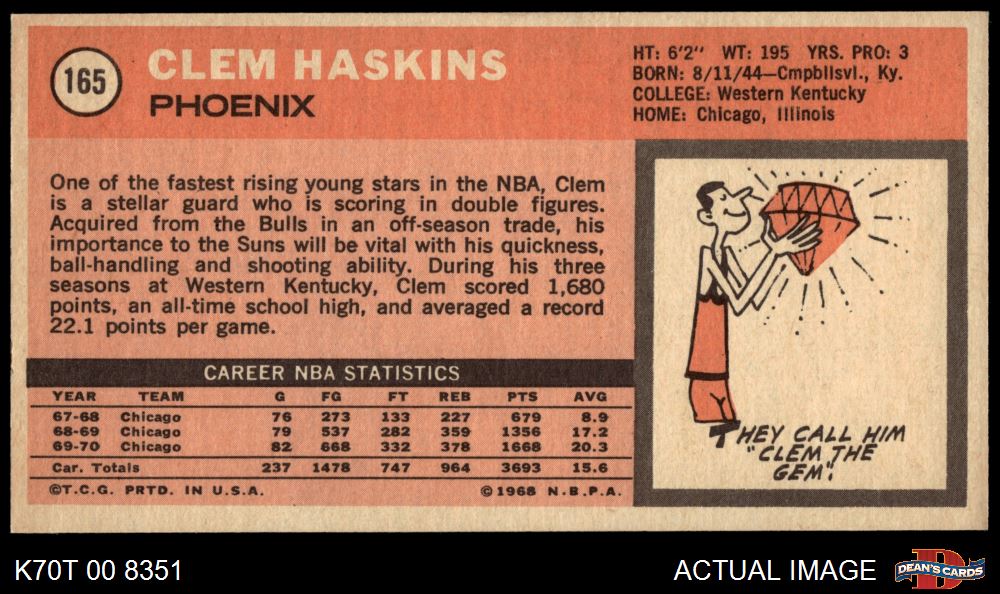 165
CLEM HASKINS
PHOENIX
HT: 6'2" WT: 195 YRS. PRO: 3
BORN: 8/11/44—Cmpbllsvl., Ky.
COLLEGE: Western Kentucky
HOME: Chicago, Illinois
One of the fastest rising young stars in the NBA, Clem
is a stellar guard who is scoring in double figures.
Acquired from the Bulls in an off-season trade, his
importance to the Suns will be vital with his quickness,
ball-handling and shooting ability. During his three
seasons at Western Kentucky, Clem scored 1,680
points, an all-time school high, and averaged a record
22.1 points per game.
CAREER NBA STATISTICS
YEAR TEAM G FG FT REB PTS AVG
67-68 Chicago 76 273 133 227 679 8.9
68-69 Chicago 79 537 282 359 1356 17.2
69-70 Chicago 82 668 332 378 1668 20.3
Car. Totals 237 1478 747 964 3693 15.6
©T.C.G. PRTD. IN U.S.A. ©1968 N.B.P.A.
THEY CALL HIM
"CLEM THE
GEM".
K70T 00 8351
ACTUAL IMAGE
D
DEAN'S CARDS